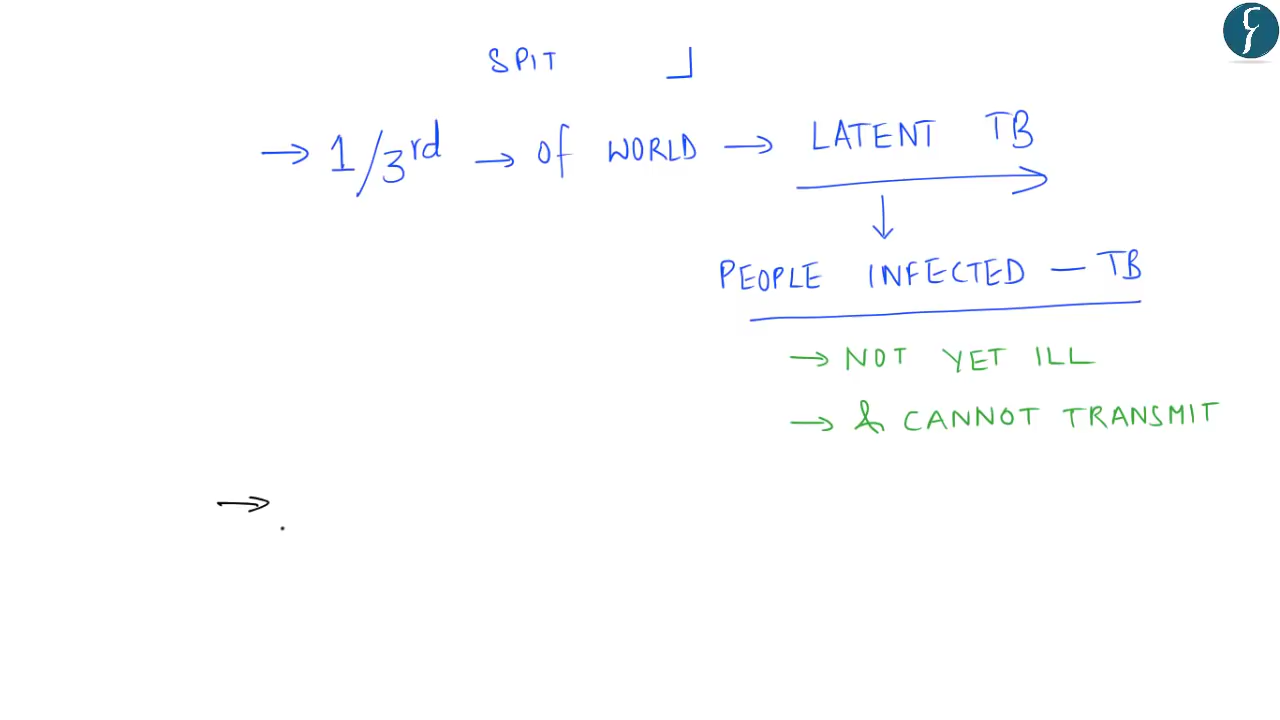 SPIT
→ 1/3rd → of WORLD → LATENT TB
PEOPLE INFECTED — TB
→ NOT YET ILL
→ & CANNOT TRANSMIT
→